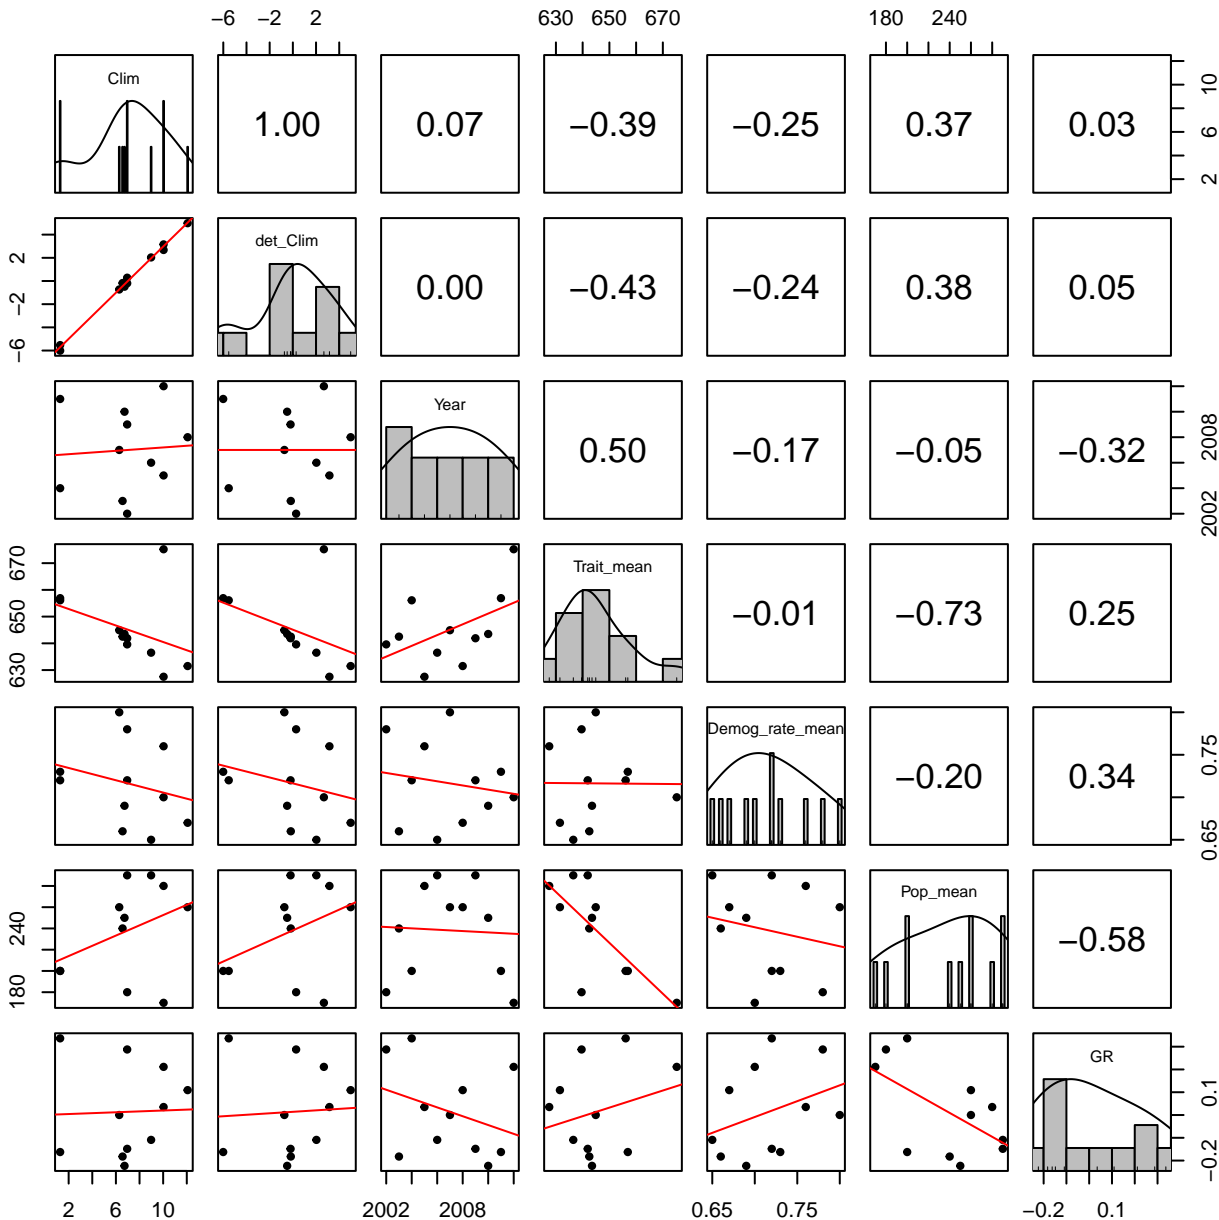 −6 −2 2 630 650 670 180 240
Clim 1.00 0.07 −0.39 −0.25 0.37 0.03 2 6 10
−6 −2 2 det_Clim 0.00 −0.43 −0.24 0.38 0.05
Year 0.50 −0.17 −0.05 −0.32 2002 2008
630 650 670 Trait_mean −0.01 −0.73 0.25
Demog_rate_mean −0.20 0.34 0.65 0.75
180 240 Pop_mean −0.58
GR −0.2 0.1
2 6 10 2002 2008 0.65 0.75 −0.2 0.1